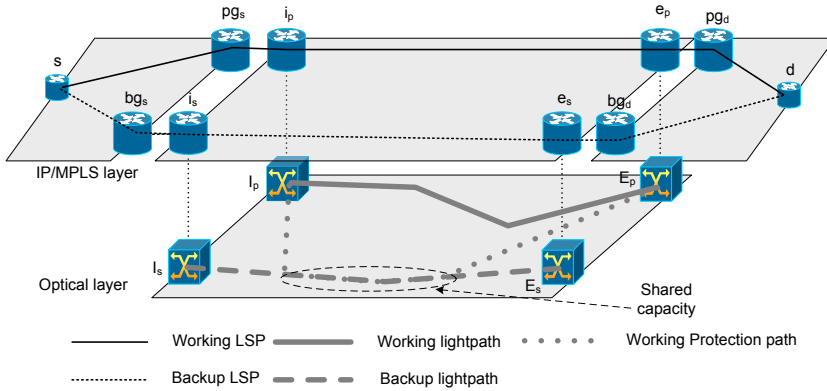 pgs ip ep pgd
s d
bgs is es bgd
IP/MPLS layer
Ip Ep
Is Es
Optical layer
Shared
capacity
Working LSP Working lightpath Working Protection path
Backup LSP Backup lightpath